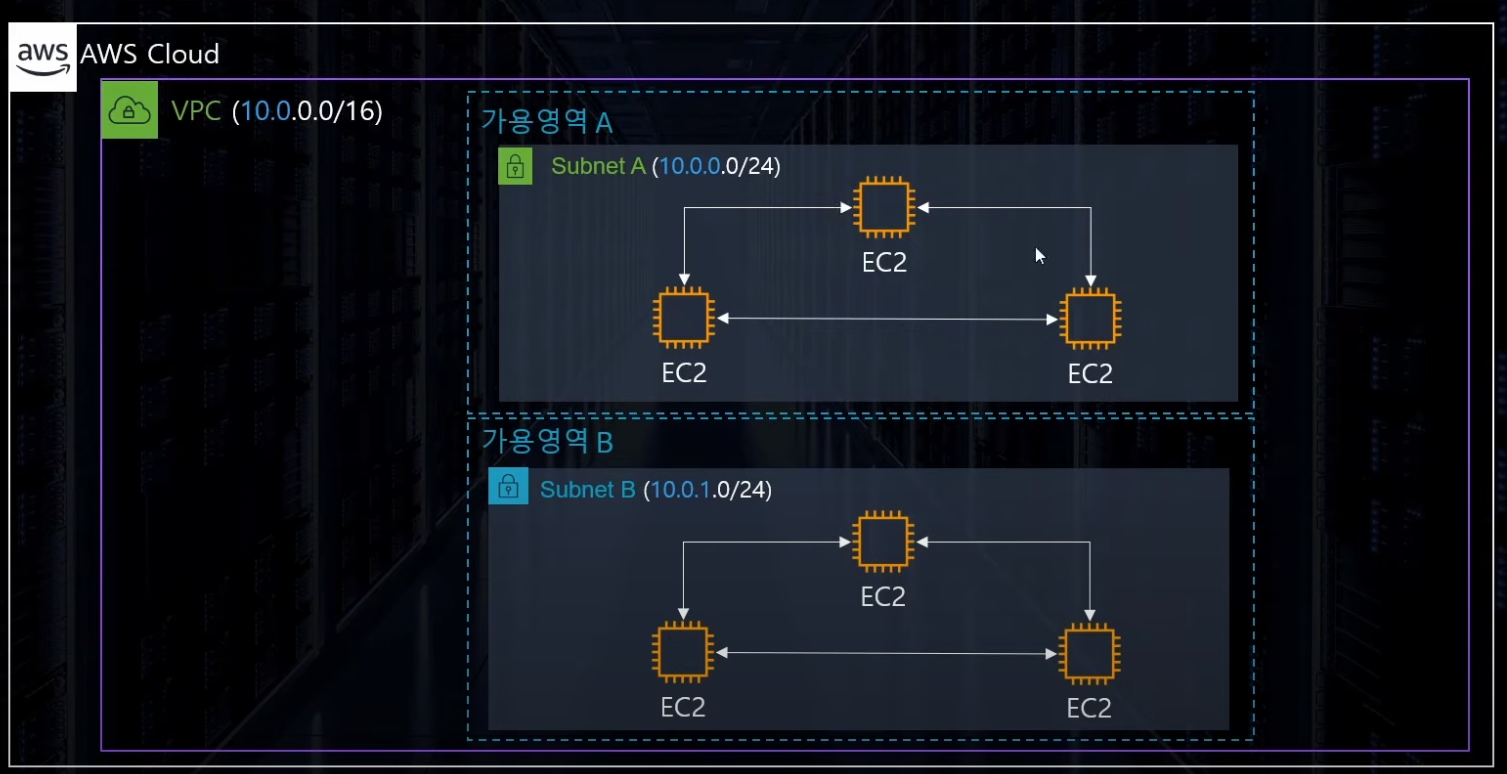 aws AWS Cloud
VPC (10.0.0.0/16)
가용영역 A
Subnet A (10.0.0.0/24)
EC2
EC2
EC2
가용영역 B
Subnet B (10.0.1.0/24)
EC2
EC2
EC2